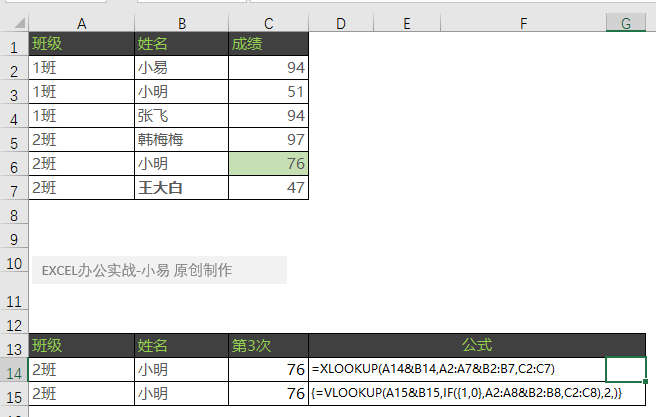 A B C D E F G
1 班级 姓名 成绩
2 1班 小易 94
3 1班 小明 51
4 1班 张飞 94
5 2班 韩梅梅 97
6 2班 小明 76
7 2班 王大白 47
8
9
10 EXCEL办公实战-小易 原创制作
11
12
13 班级 姓名 第3次 公式
14 2班 小明 76 =XLOOKUP(A14&B14,A2:A7&B2:B7,C2:C7)
15 2班 小明 76 {=VLOOKUP(A15&B15,IF({1,0},A2:A8&B2:B8,C2:C8),2,)}